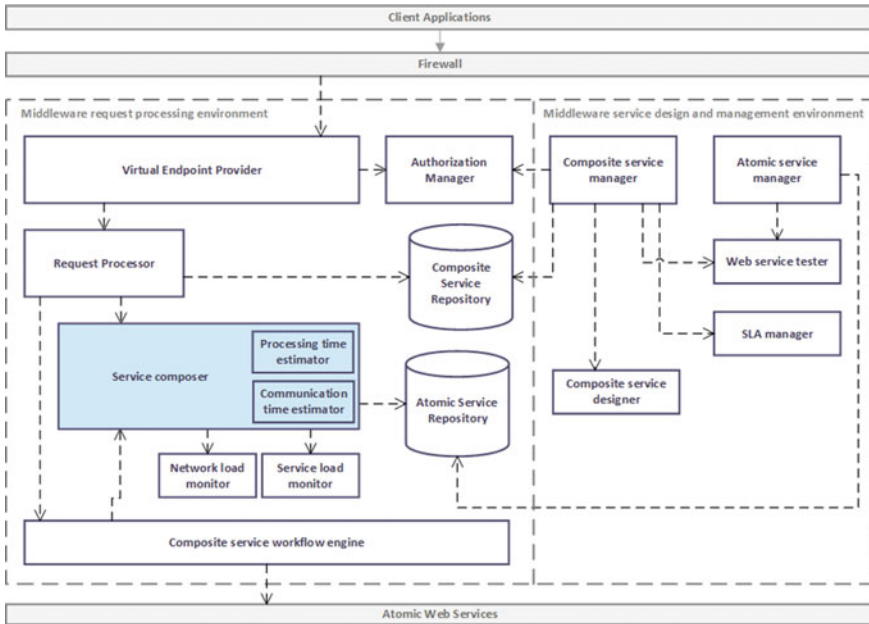 Client Applications
Firewall
Middleware request processing environment
Middleware service design and management environment
Virtual Endpoint Provider
Authorization
Manager
Composite service
manager
Atomic service
manager
Request Processor
Composite
Service
Repository
Web service tester
SLA manager
Processing time
estimator
Service composer
Communication
time estimator
Atomic Service
Repository
Composite service
designer
Network load
monitor
Service load
monitor
Composite service workflow engine
Atomic Web Services